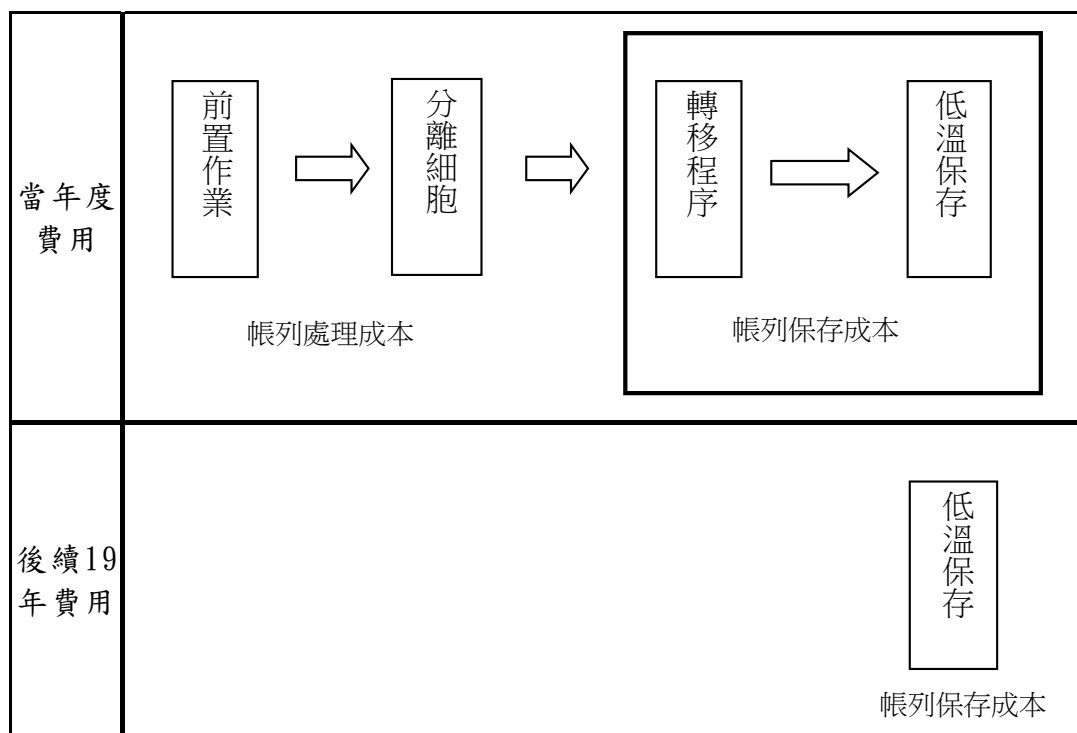 當年度
費用
前置作業
分離細胞
轉移程序
低溫保存
帳列處理成本
帳列保存成本
後續19
年費用
低溫保存
帳列保存成本